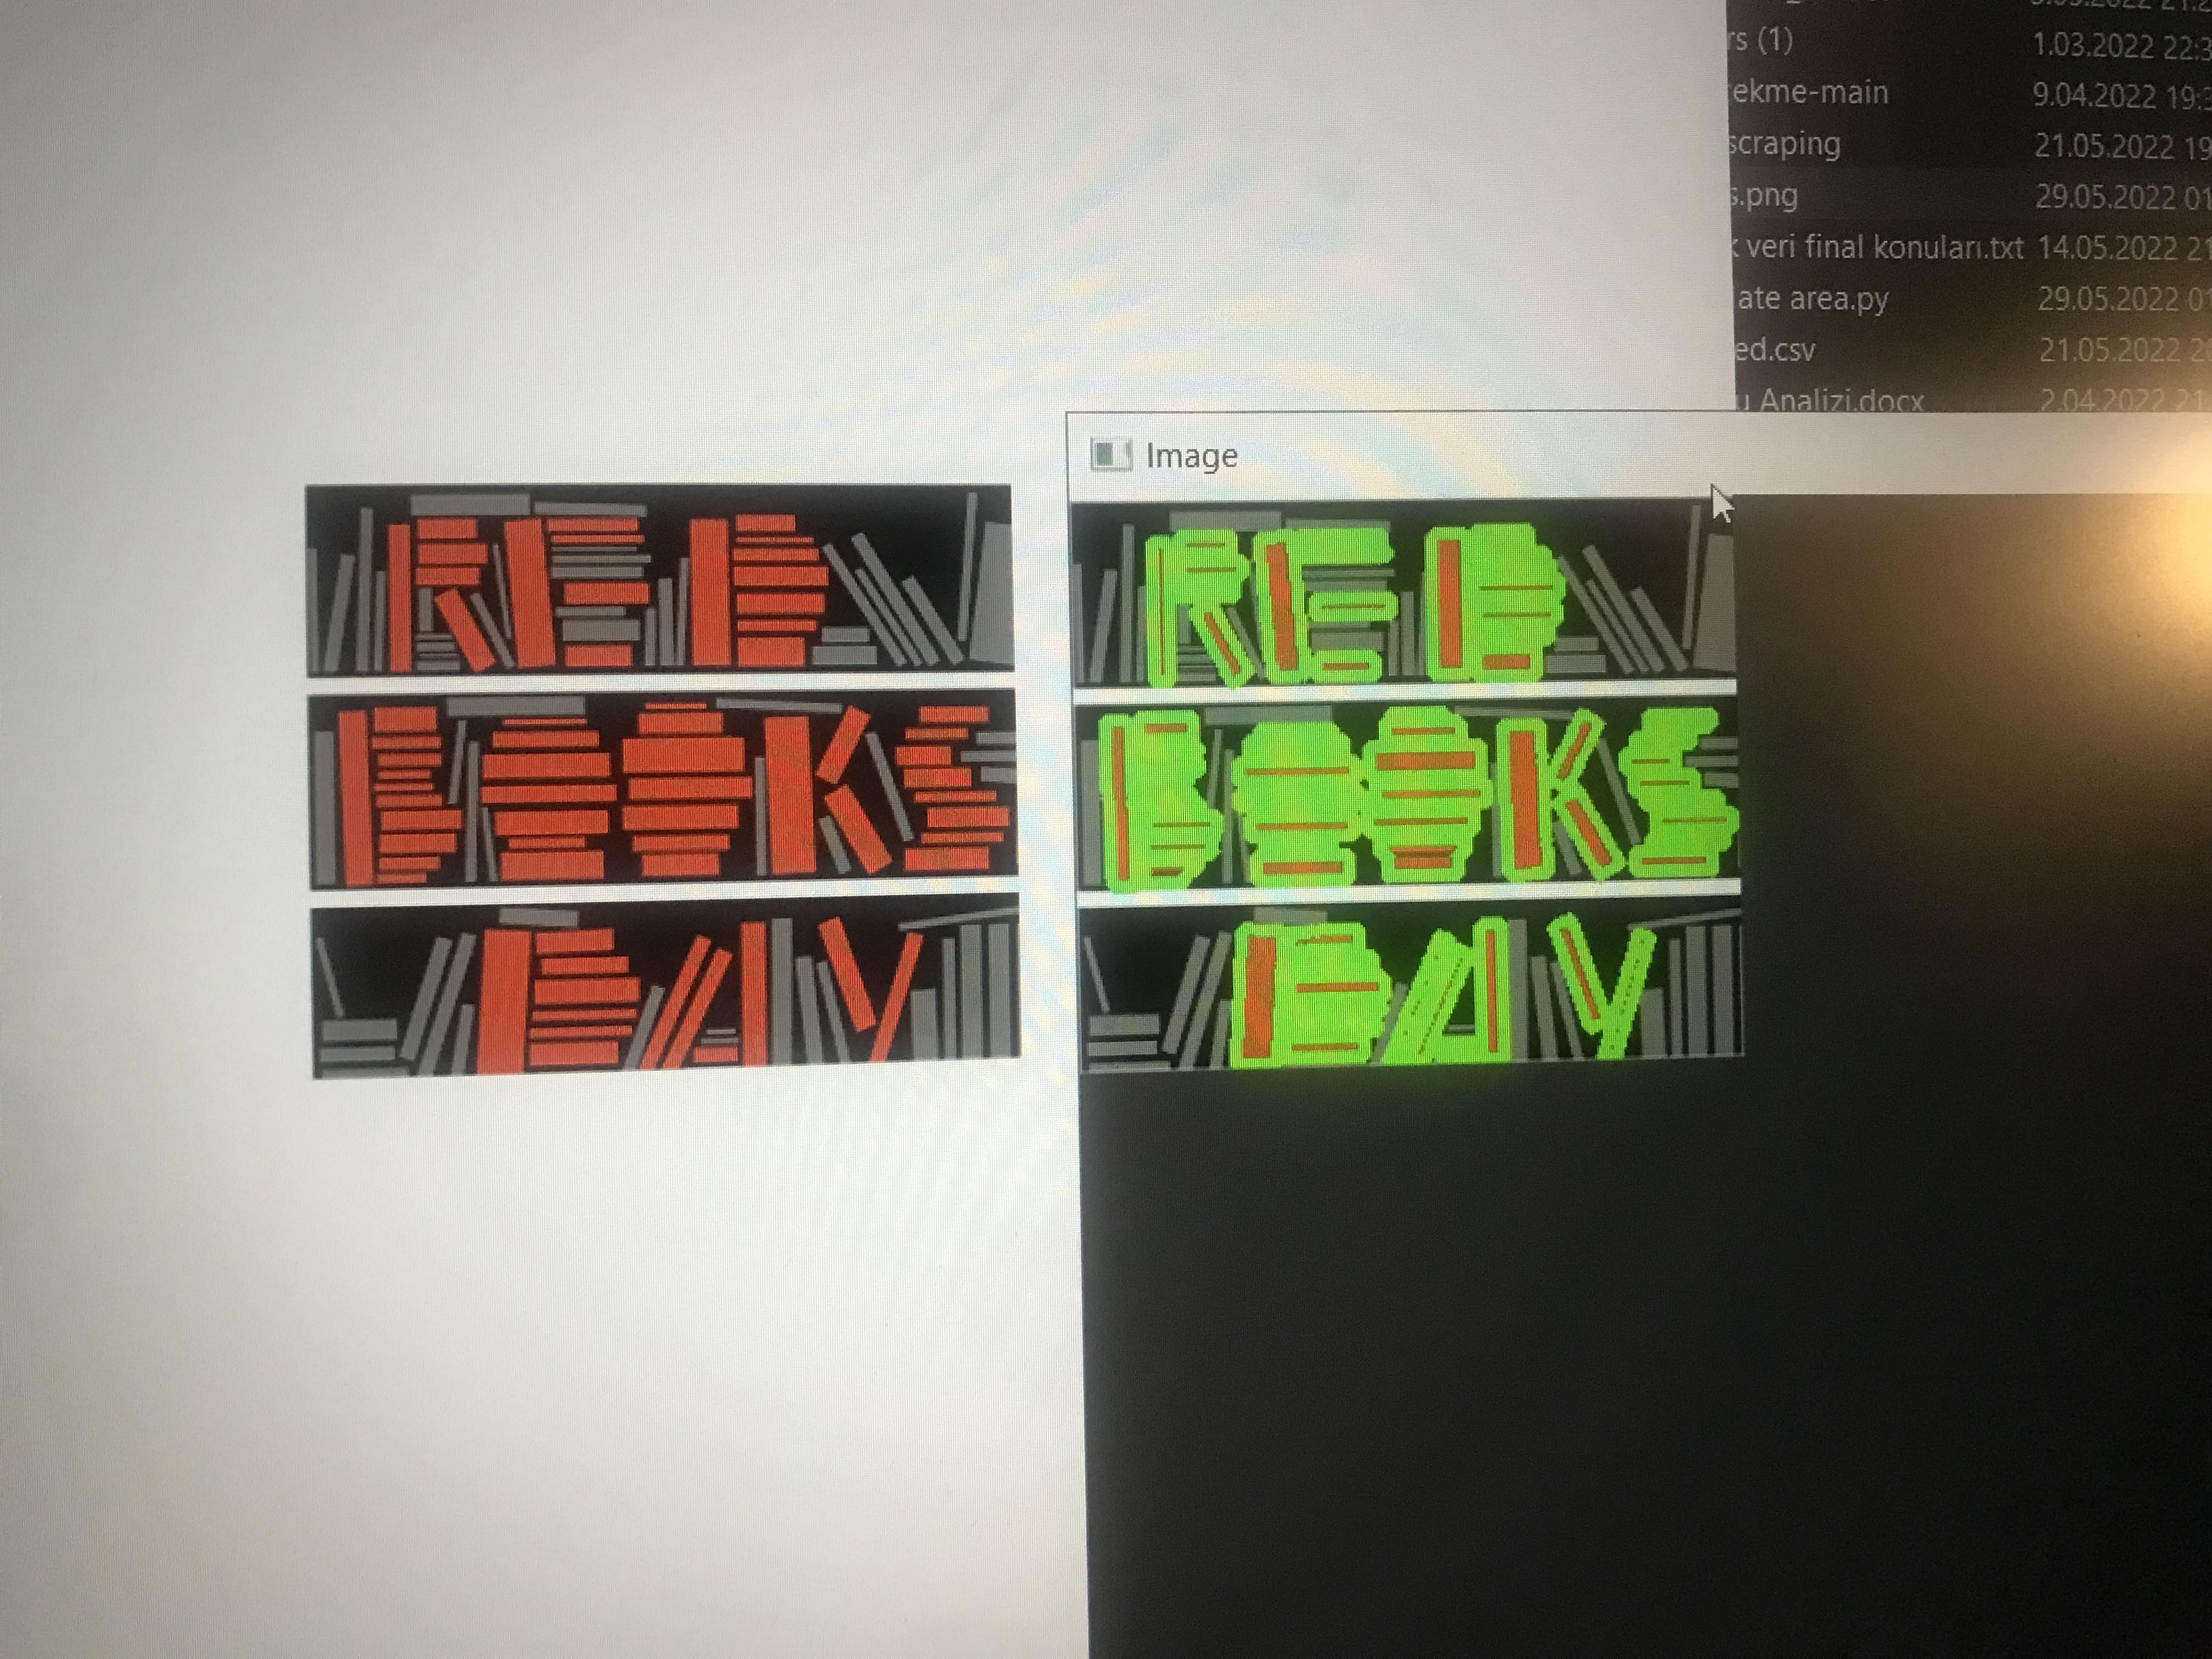 rs (1) 1.03.2022 22:3
ekme-main 9.04.2022 19:3
scraping 21.05.2022 19
s.png 29.05.2022 01
veri final konuları.txt 14.05.2022 21
ate area.py 29.05.2022 01
ed.csv 21.05.2022 2
u Analizi.docx 2.04.2022 21
Image
RED
BOOKS
DAY
RED
BOOKS
DAY